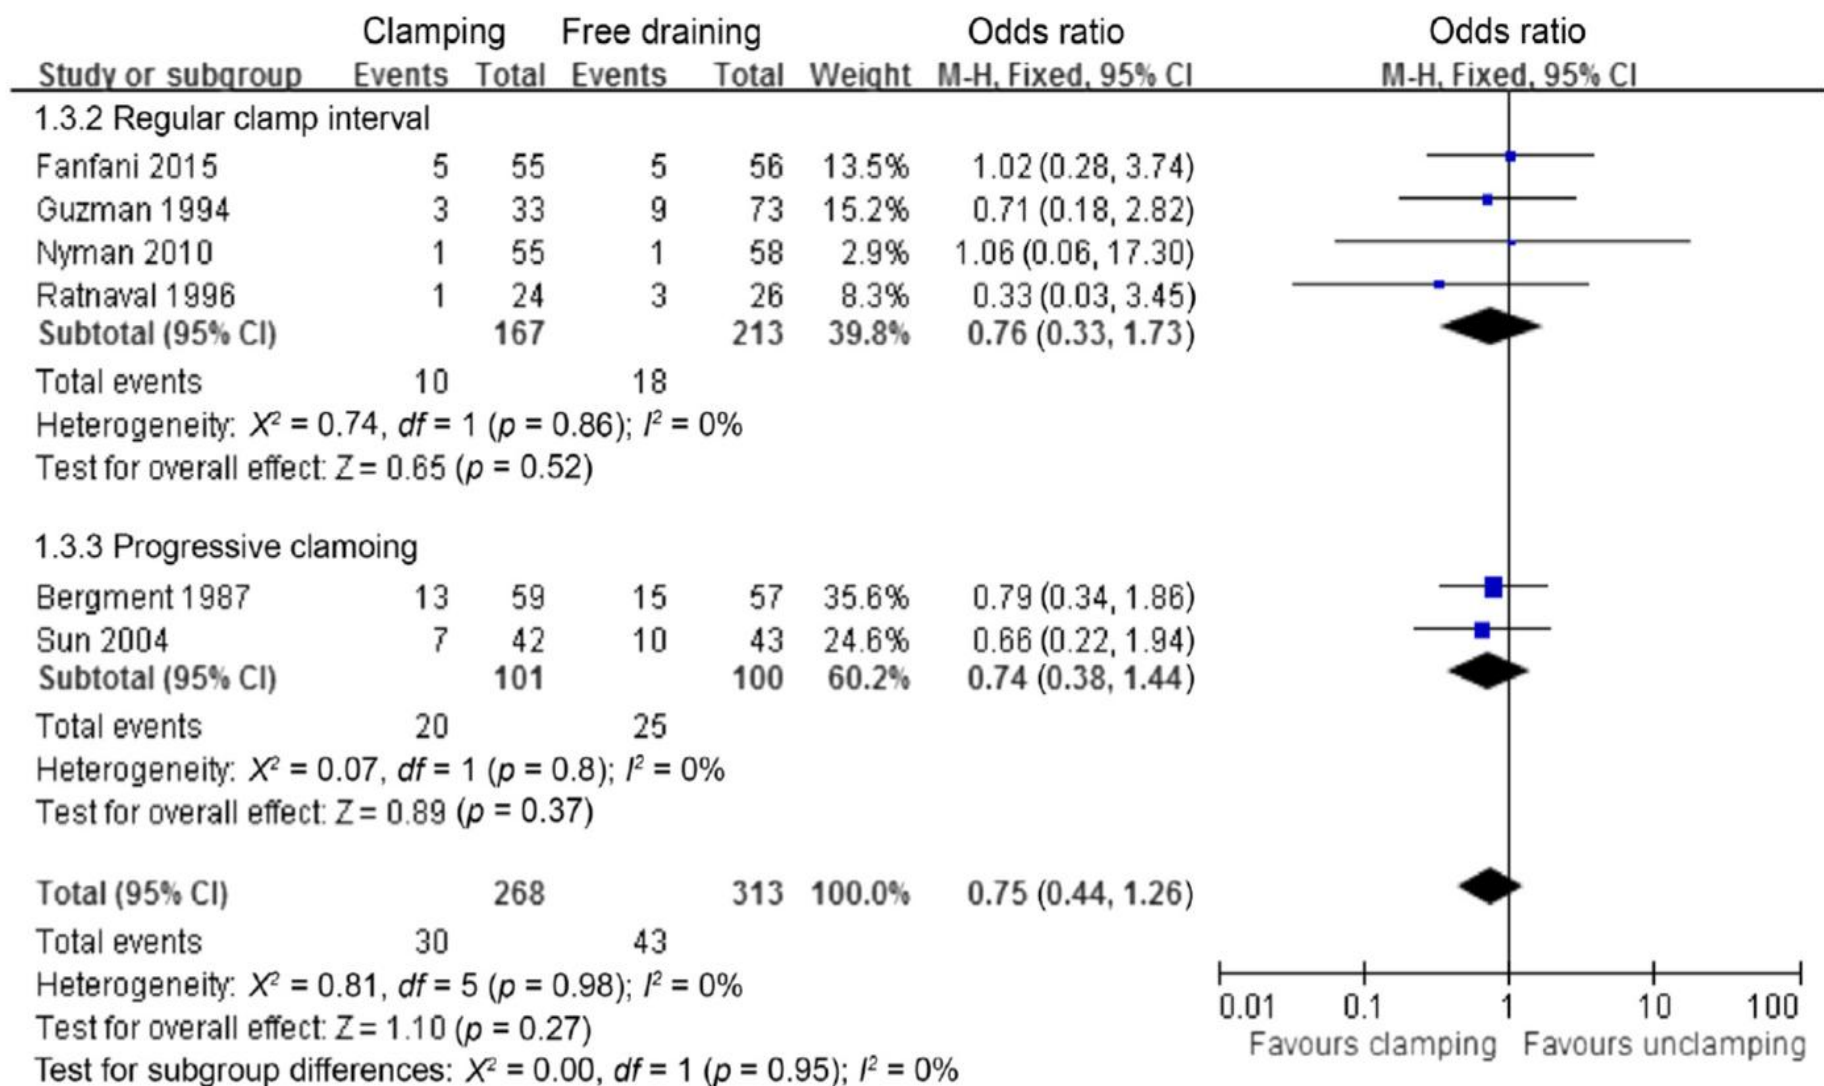 Clamping Free draining Odds ratio Odds ratio
Study or subgroup Events Total Events Total Weight M-H, Fixed, 95% CI M-H, Fixed, 95% CI
1.3.2 Regular clamp interval
Fanfani 2015 5 55 5 56 13.5% 1.02 (0.28, 3.74)
Guzman 1994 3 33 9 73 15.2% 0.71 (0.18, 2.82)
Nyman 2010 1 55 1 58 2.9% 1.06 (0.06, 17.30)
Ratnaval 1996 1 24 3 26 8.3% 0.33 (0.03, 3.45)
Subtotal (95% CI) 167 213 39.8% 0.76 (0.33, 1.73)
Total events 10 18
Heterogeneity: X² = 0.74, df = 1 (p = 0.86); I² = 0%
Test for overall effect: Z = 0.65 (p = 0.52)
1.3.3 Progressive clamoing
Bergment 1987 13 59 15 57 35.6% 0.79 (0.34, 1.86)
Sun 2004 7 42 10 43 24.6% 0.66 (0.22, 1.94)
Subtotal (95% CI) 101 100 60.2% 0.74 (0.38, 1.44)
Total events 20 25
Heterogeneity: X² = 0.07, df = 1 (p = 0.8); I² = 0%
Test for overall effect: Z = 0.89 (p = 0.37)
Total (95% CI) 268 313 100.0% 0.75 (0.44, 1.26)
Total events 30 43
Heterogeneity: X² = 0.81, df = 5 (p = 0.98); I² = 0%
Test for overall effect: Z = 1.10 (p = 0.27)
Test for subgroup differences: X² = 0.00, df = 1 (p = 0.95); I² = 0%
0.01 0.1 1 10 100
Favours clamping Favours unclamping